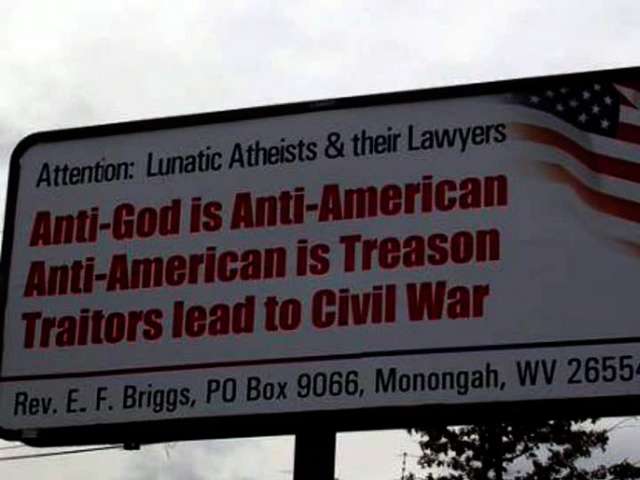 Attention: Lunatic Atheists & their Lawyers
Anti-God is Anti-American
Anti-American is Treason
Traitors lead to Civil War
Rev. E. F. Briggs, PO Box 9066, Monongah, WV 26554